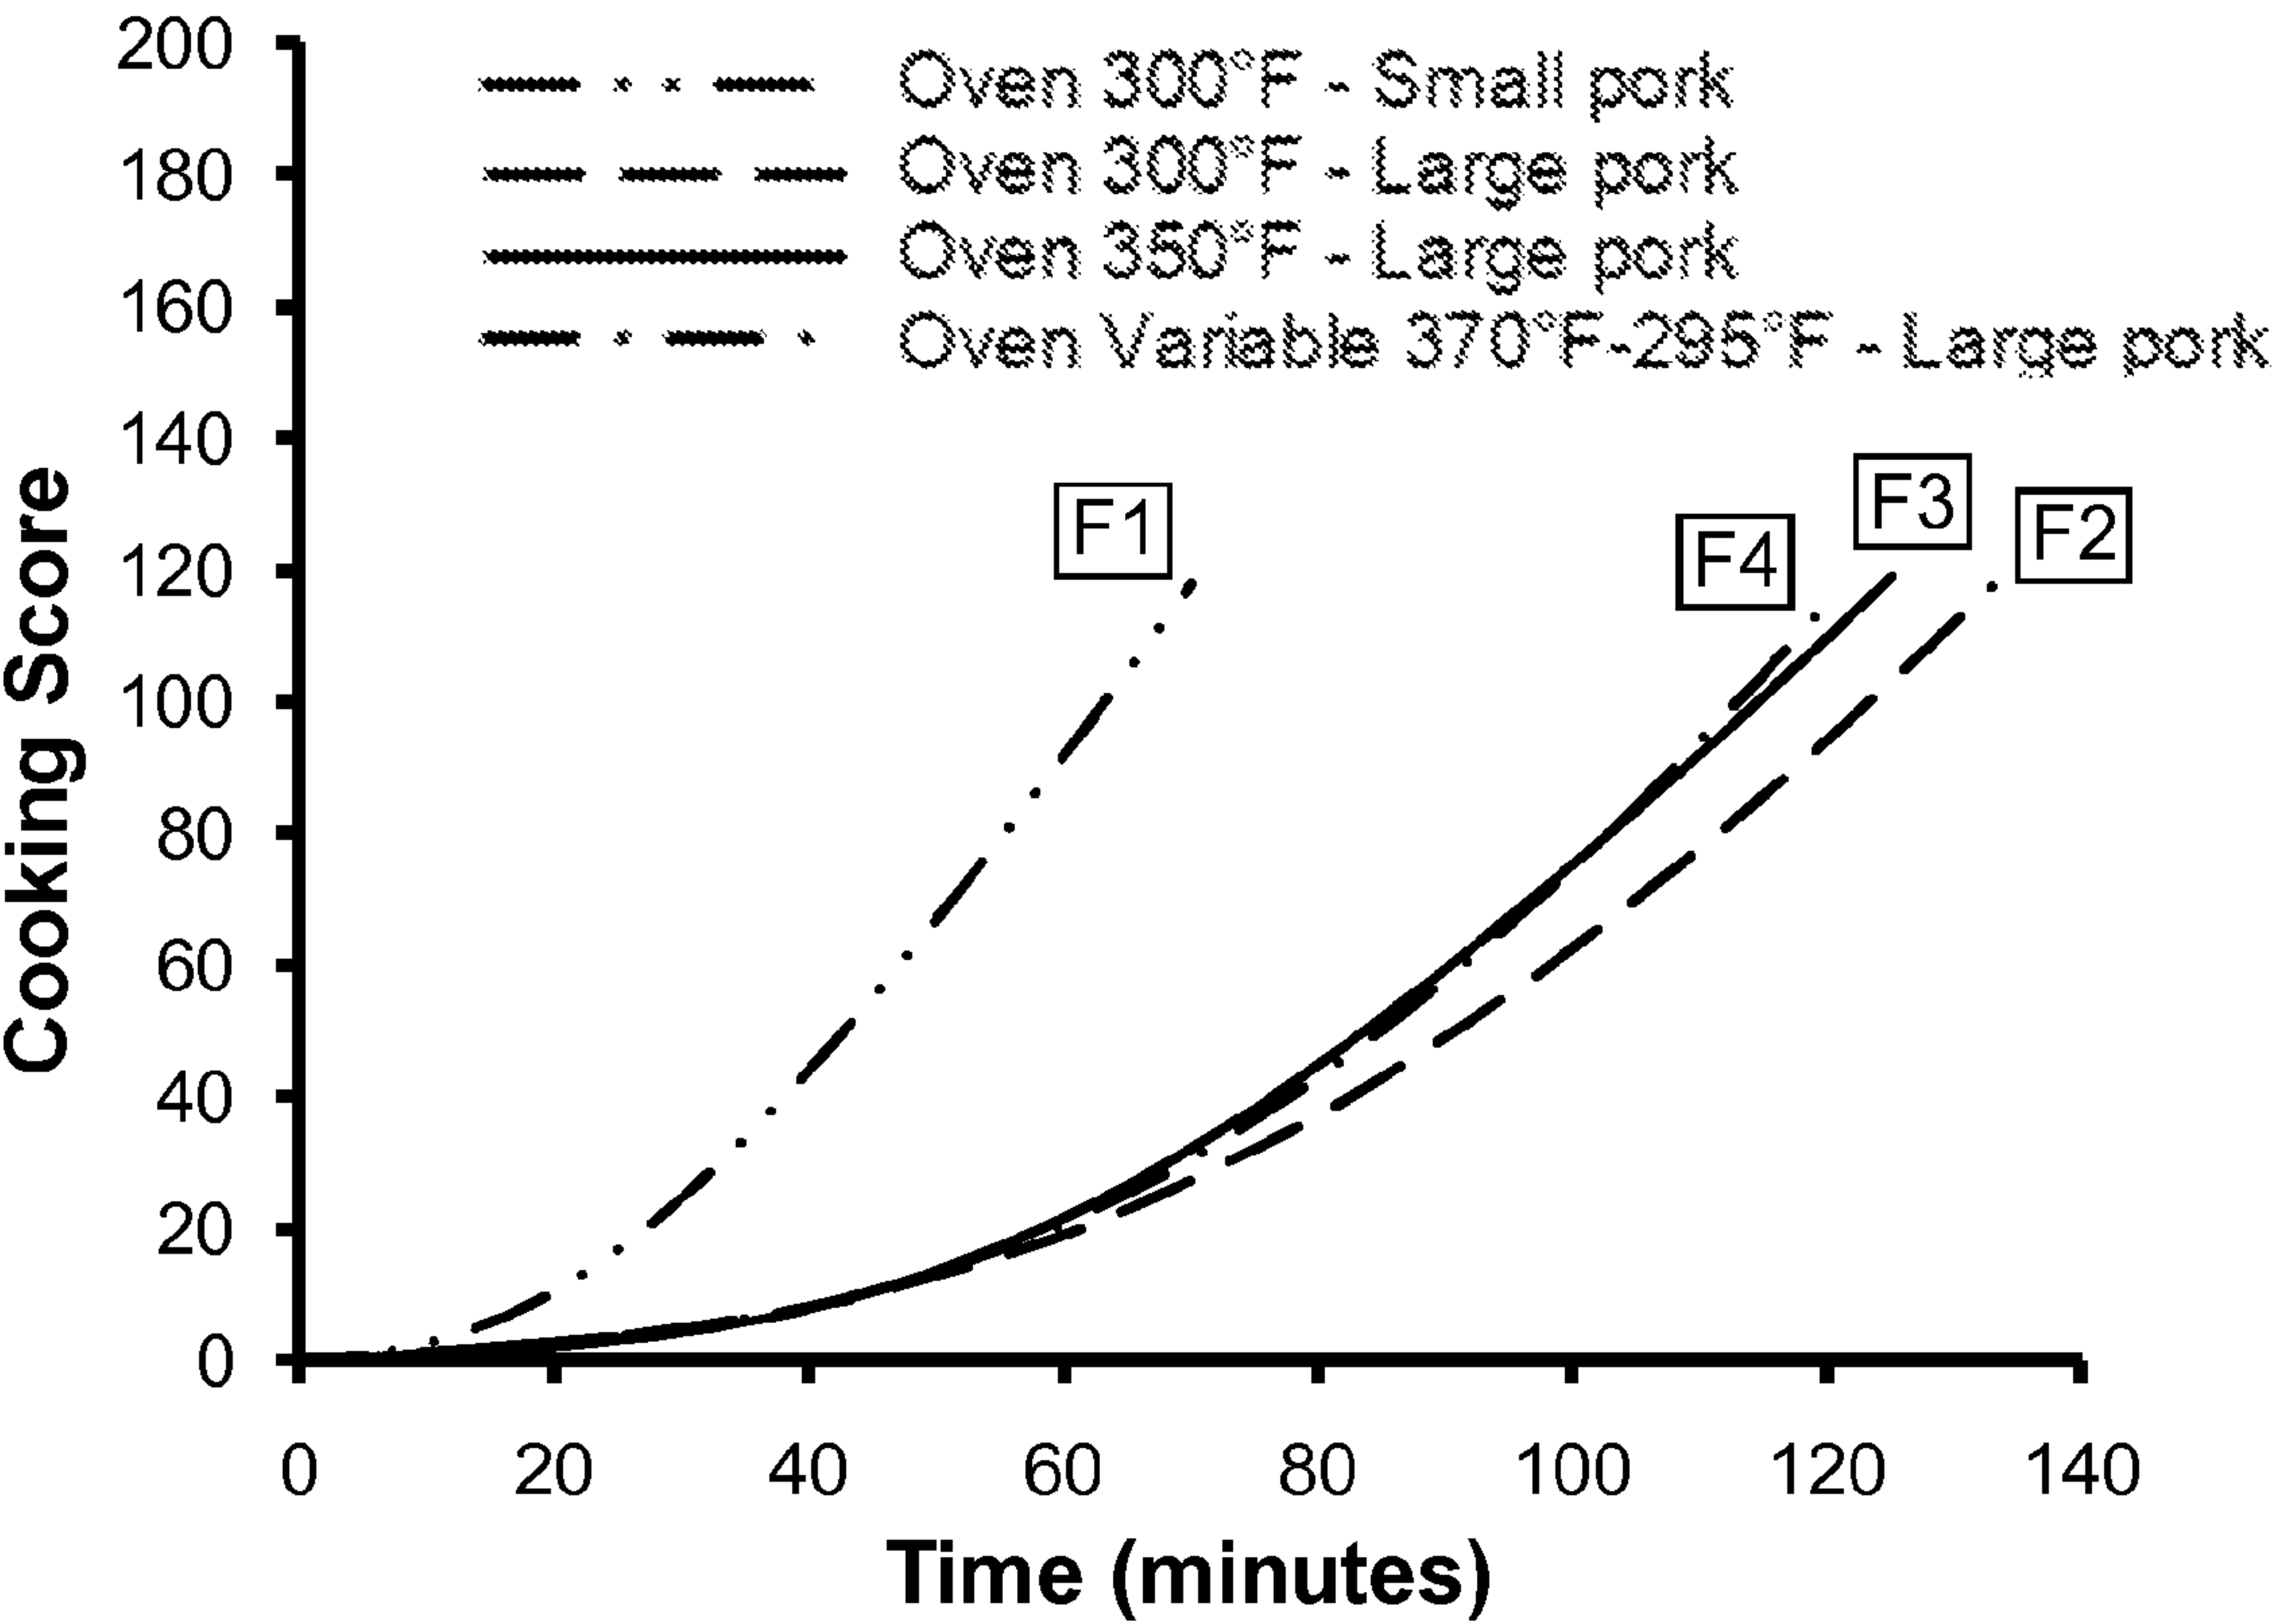 200
180
160
140
120
100
80
60
40
20
0
Cooking Score
Oven 300°F - Small pork
Oven 300°F - Large pork
Oven 350°F - Large pork
Oven Variable 370°F-295°F - Large pork
F1
F4
F3
F2
0 20 40 60 80 100 120 140
Time (minutes)